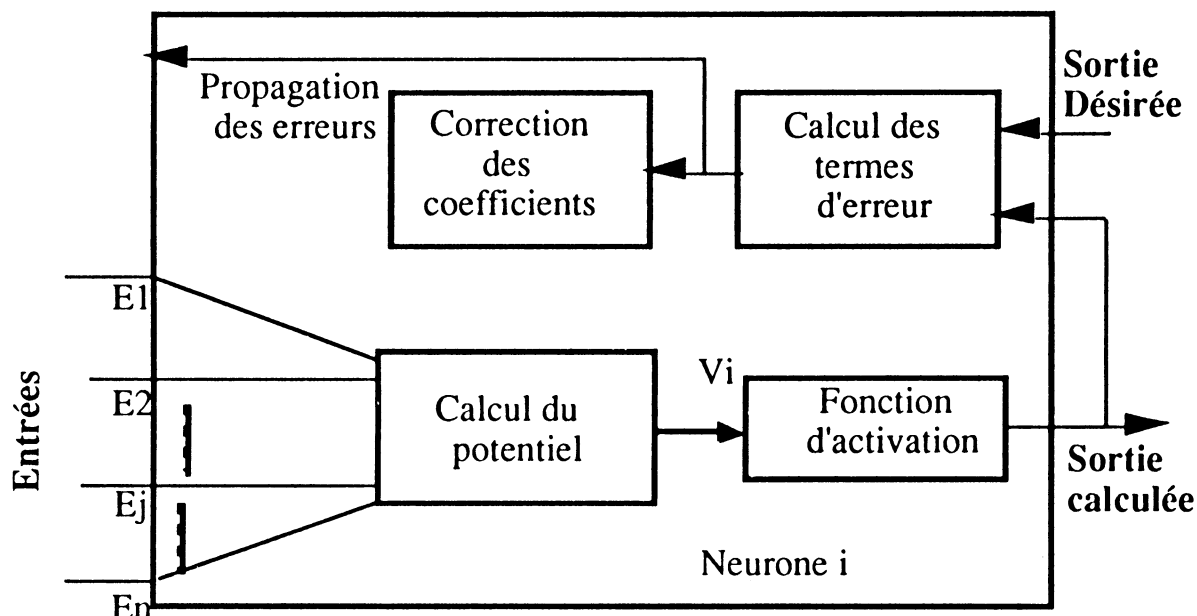 Propagation
des erreurs
Correction
des
coefficients
Calcul des
termes
d'erreur
Sortie
Désirée
Entrées
E1
E2
Ej
En
Calcul du
potentiel
Vi
Fonction
d'activation
Sortie
calculée
Neurone i